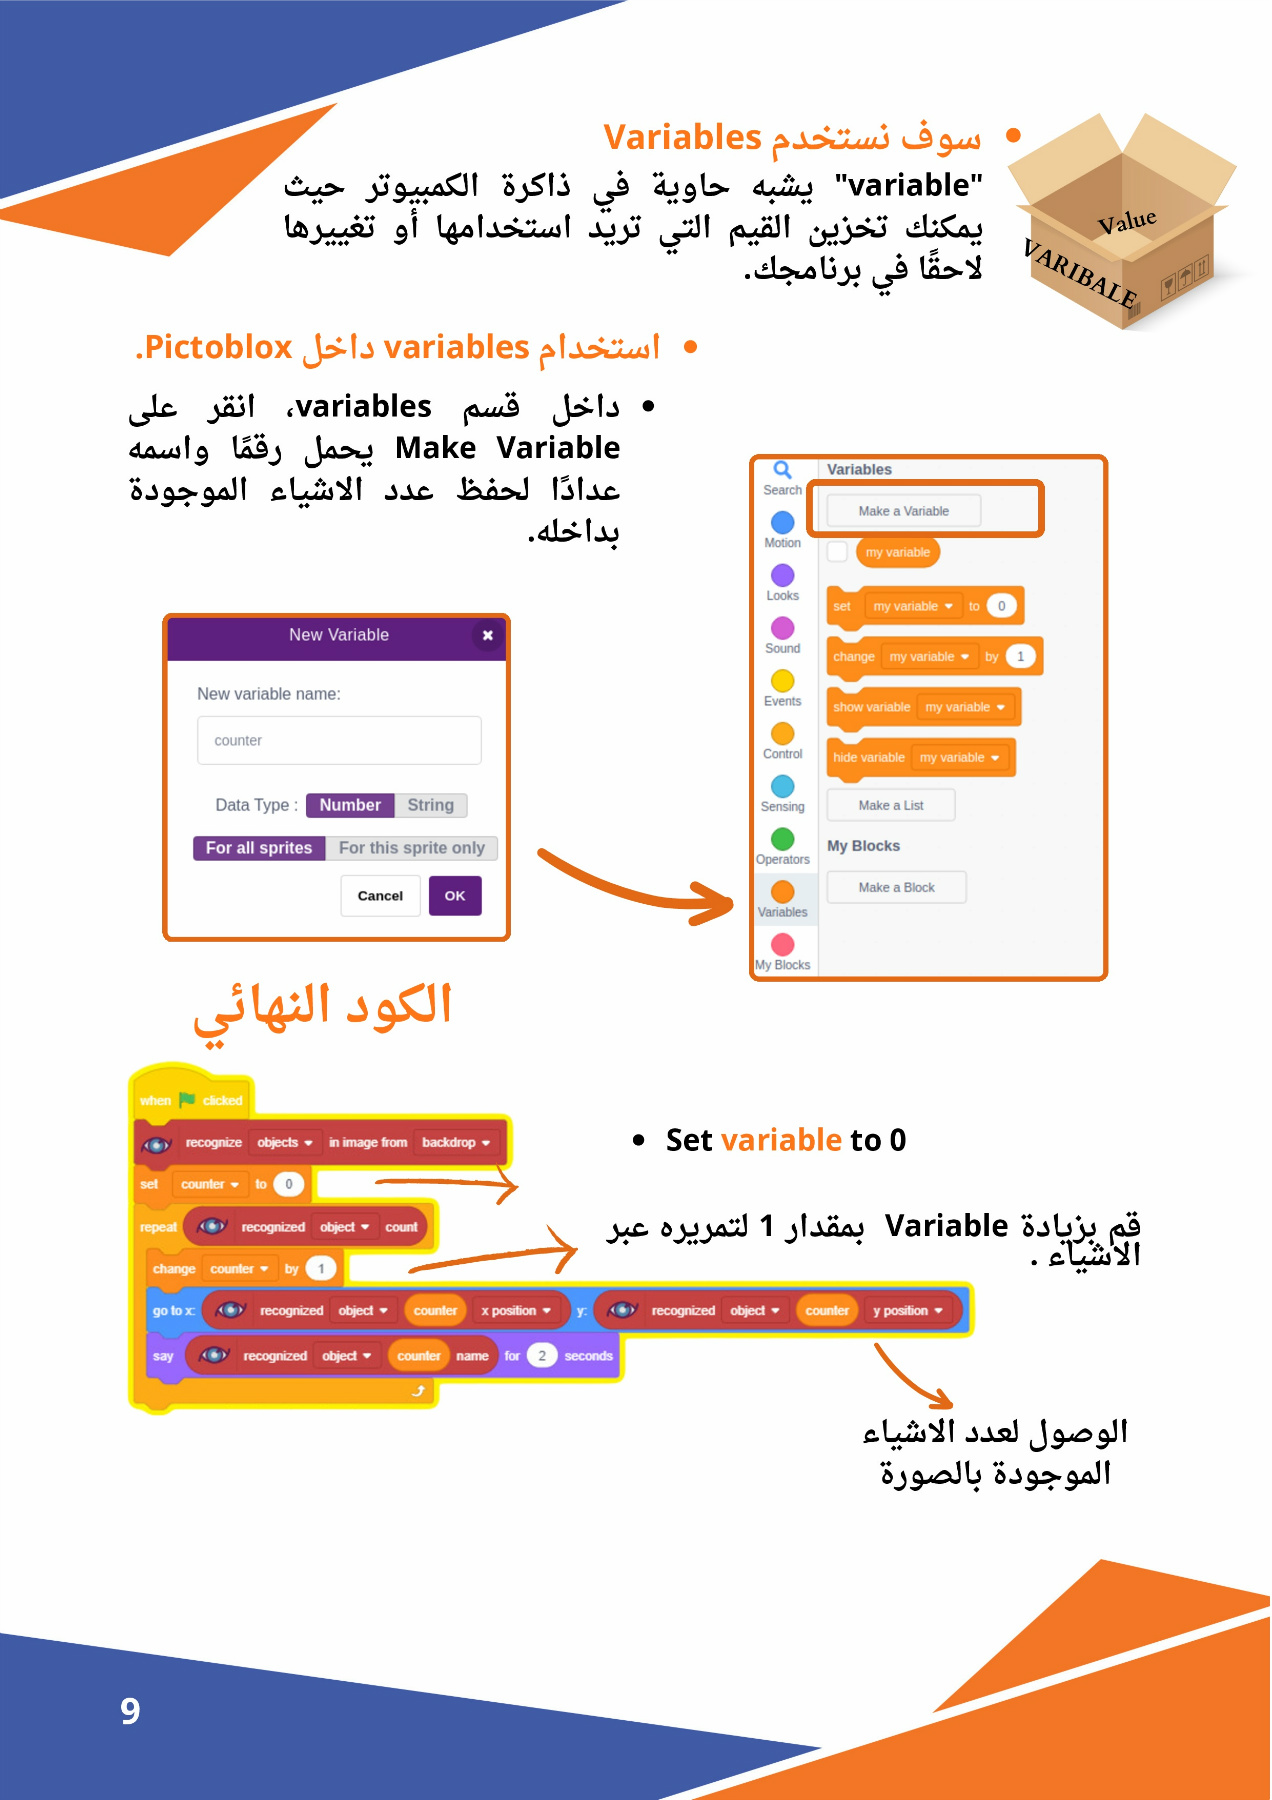 سوف نستخدم Variables
"variable" يشبه حاوية في ذاكرة الكمبيوتر حيث
يمكنك تخزين القيم التي تريد استخدامها أو تغييرها
لاحقًا في برنامجك.
Value
VARIBALE
استخدام variables داخل Pictoblox.
داخل قسم variables، انقر على
Make Variable يحمل رقمًا واسمه
عدادًا لحفظ عدد الاشياء الموجودة
بداخله.
New Variable
New variable name:
counter
Data Type : Number String
For all sprites For this sprite only
Cancel OK
Search
Motion
Looks
Sound
Events
Control
Sensing
Operators
Variables
My Blocks
Variables
Make a Variable
my variable
set my variable to 0
change my variable by 1
show variable my variable
hide variable my variable
Make a List
My Blocks
Make a Block
الكود النهائي
when clicked
recognize objects in image from backdrop
set counter to 0
repeat recognized object count
change counter by 1
go to x: recognized object counter x position y: recognized object counter y position
say recognized object counter name for 2 seconds
Set variable to 0
قم بزيادة Variable بمقدار 1 لتمريره عبر
الاشياء .
الوصول لعدد الاشياء
الموجودة بالصورة
9